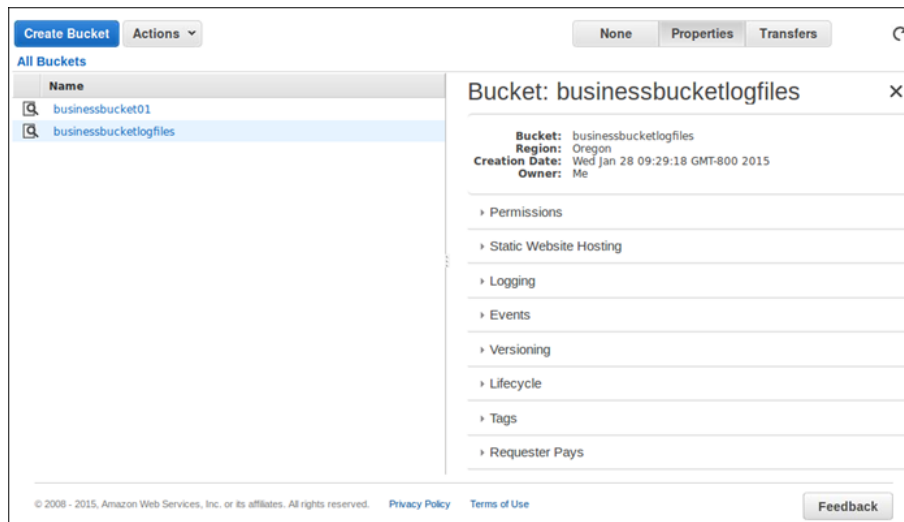 Create Bucket Actions None Properties Transfers
All Buckets
Name
businessbucket01
businessbucketlogfiles
Bucket: businessbucketlogfiles
Bucket: businessbucketlogfiles
Region: Oregon
Creation Date: Wed Jan 28 09:29:18 GMT-800 2015
Owner: Me
Permissions
Static Website Hosting
Logging
Events
Versioning
Lifecycle
Tags
Requester Pays
© 2008 - 2015, Amazon Web Services, Inc. or its affiliates. All rights reserved. Privacy Policy Terms of Use Feedback